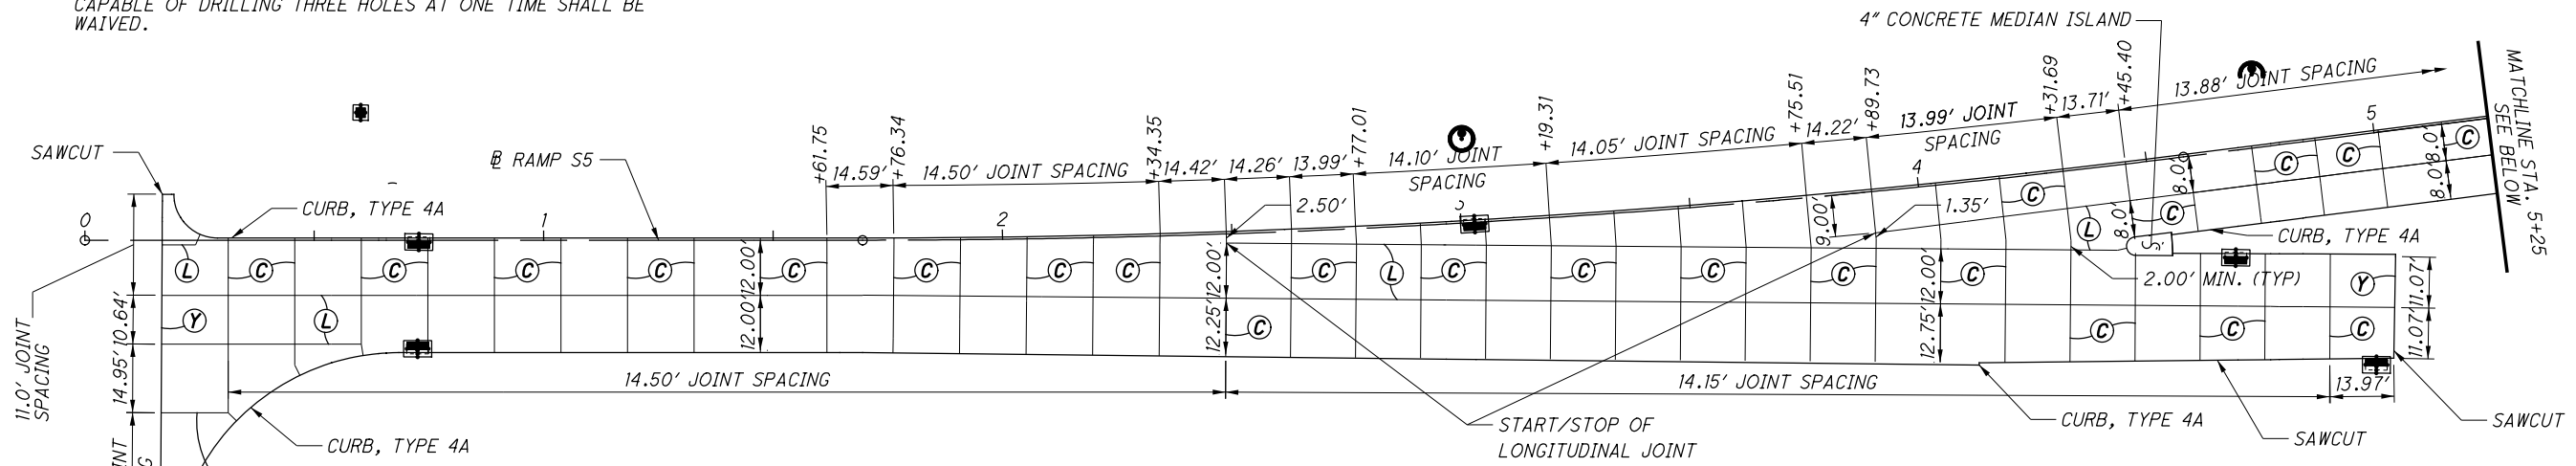 CAPABLE OF DRILLING THREE HOLES AT ONE TIME SHALL BE
WAIVED.
4" CONCRETE MEDIAN ISLAND
SAWCUT
℄ RAMP S5
CURB, TYPE 4A
+61.75
14.59'
+76.34
14.50' JOINT SPACING
+34.35
14.42'
14.26'
13.99'
+77.01
14.10' JOINT
SPACING
+19.31
14.05' JOINT SPACING
+75.51
14.22'
+89.73
13.99' JOINT
SPACING
+31.69
13.71'
+45.40
13.88' JOINT SPACING
MATCHLINE STA. 5+25
SEE BELOW
0
1
2
4
5
2.50'
9.00'
1.35'
8.0'
8.0'
8.0'
8.0'
C
C
C
C
C
C
L
L
C
C
C
C
C
C
C
C
C
L
C
C
C
C
C
CURB, TYPE 4A
2.00' MIN. (TYP)
Y
Y
L
C
C
C
C
12.00'
12.00'
12.00'
12.25'
12.00'
12.75'
11.07'
11.07'
10.64'
14.95'
11.0' JOINT
SPACING
14.50' JOINT SPACING
14.15' JOINT SPACING
13.97'
CURB, TYPE 4A
START/STOP OF
LONGITUDINAL JOINT
CURB, TYPE 4A
SAWCUT
SAWCUT